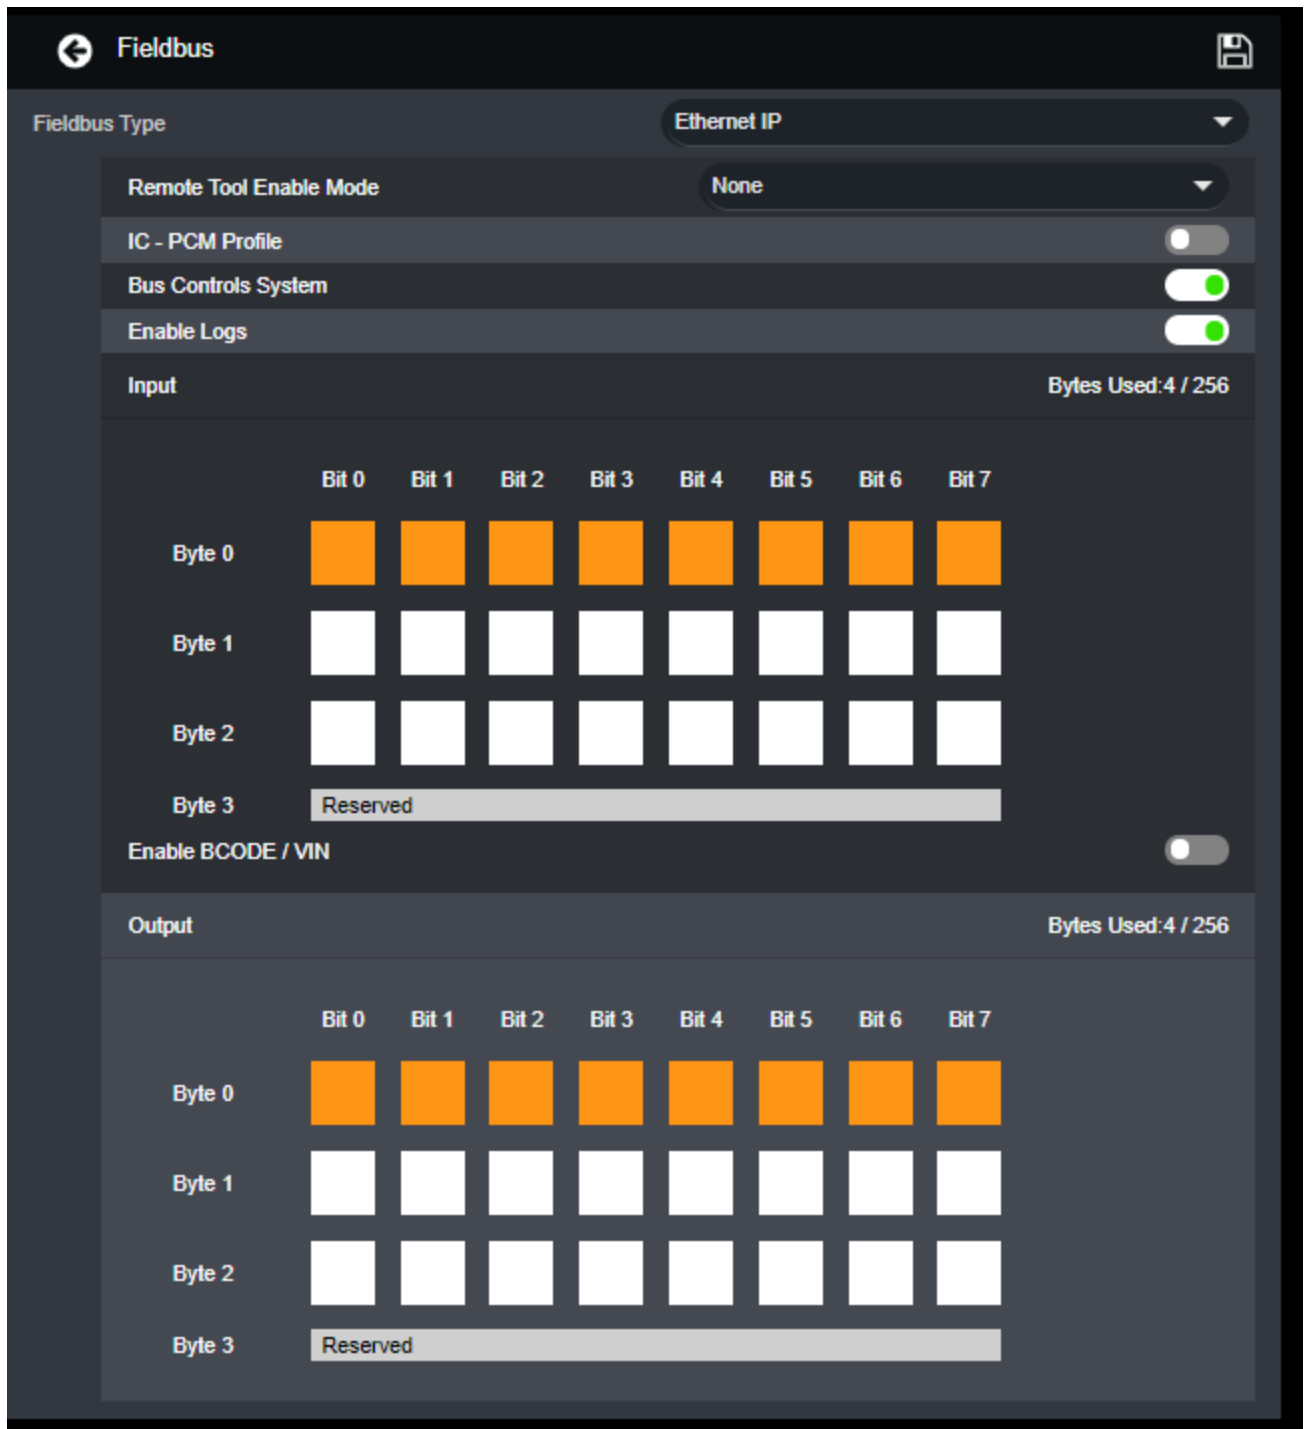 Fieldbus
Fieldbus Type Ethernet IP
Remote Tool Enable Mode None
IC - PCM Profile
Bus Controls System
Enable Logs
Input Bytes Used:4 / 256
Bit 0 Bit 1 Bit 2 Bit 3 Bit 4 Bit 5 Bit 6 Bit 7
Byte 0
Byte 1
Byte 2
Byte 3 Reserved
Enable BCODE / VIN
Output Bytes Used:4 / 256
Bit 0 Bit 1 Bit 2 Bit 3 Bit 4 Bit 5 Bit 6 Bit 7
Byte 0
Byte 1
Byte 2
Byte 3 Reserved